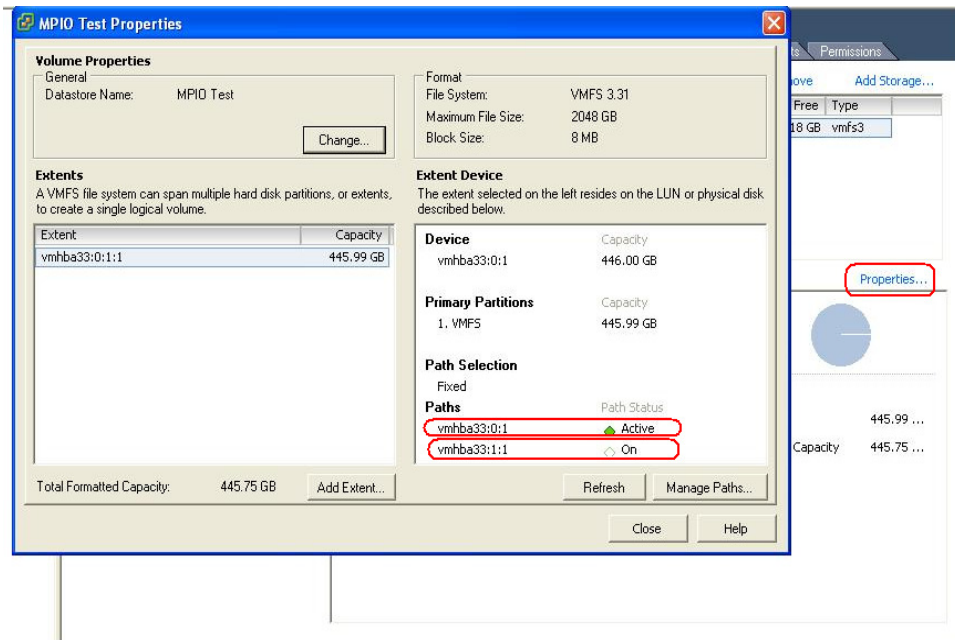 MPIO Test Properties
Volume Properties
General
Datastore Name: MPIO Test
Change...
Format
File System: VMFS 3.31
Maximum File Size: 2048 GB
Block Size: 8 MB
Extents
A VMFS file system can span multiple hard disk partitions, or extents,
to create a single logical volume.
Extent Capacity
vmhba33:0:1:1 445.99 GB
Extent Device
The extent selected on the left resides on the LUN or physical disk
described below.
Device Capacity
vmhba33:0:1 446.00 GB
Primary Partitions Capacity
1. VMFS 445.99 GB
Path Selection
Fixed
Paths Path Status
vmhba33:0:1 Active
vmhba33:1:1 On
Total Formatted Capacity: 445.75 GB
Add Extent...
Refresh
Manage Paths...
Close
Help
Permissions
Add Storage...
Free Type
18 GB vmfs3
Properties...
445.99 ...
Capacity 445.75 ...